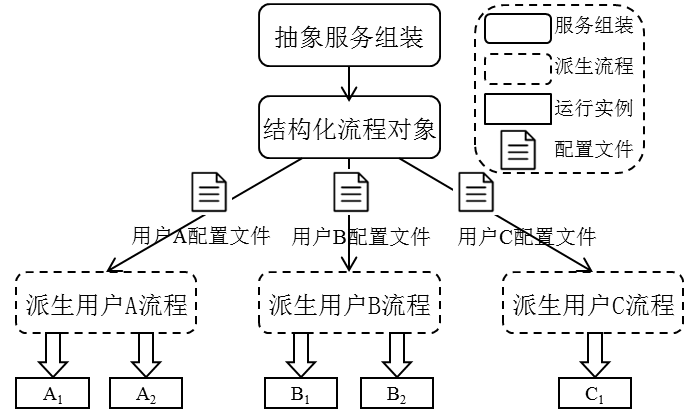 抽象服务组装
服务组装
派生流程
运行实例
配置文件
结构化流程对象
用户A配置文件
用户B配置文件
用户C配置文件
派生用户A流程
派生用户B流程
派生用户C流程
A₁
A₂
B₁
B₂
C₁